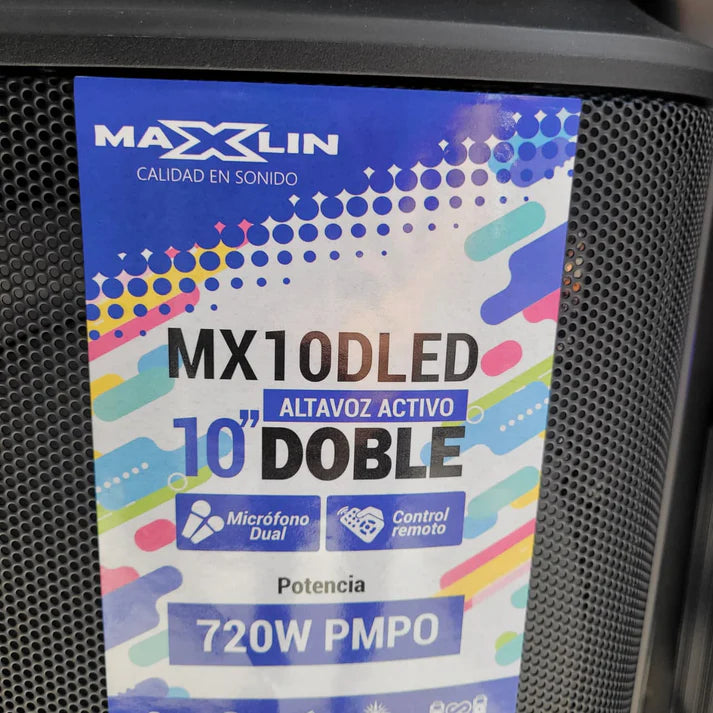 MAXLIN
CALIDAD EN SONIDO
MX10DLED
ALTAVOZ ACTIVO
10" DOBLE
Micrófono Dual
Control remoto
Potencia
720W PMPO